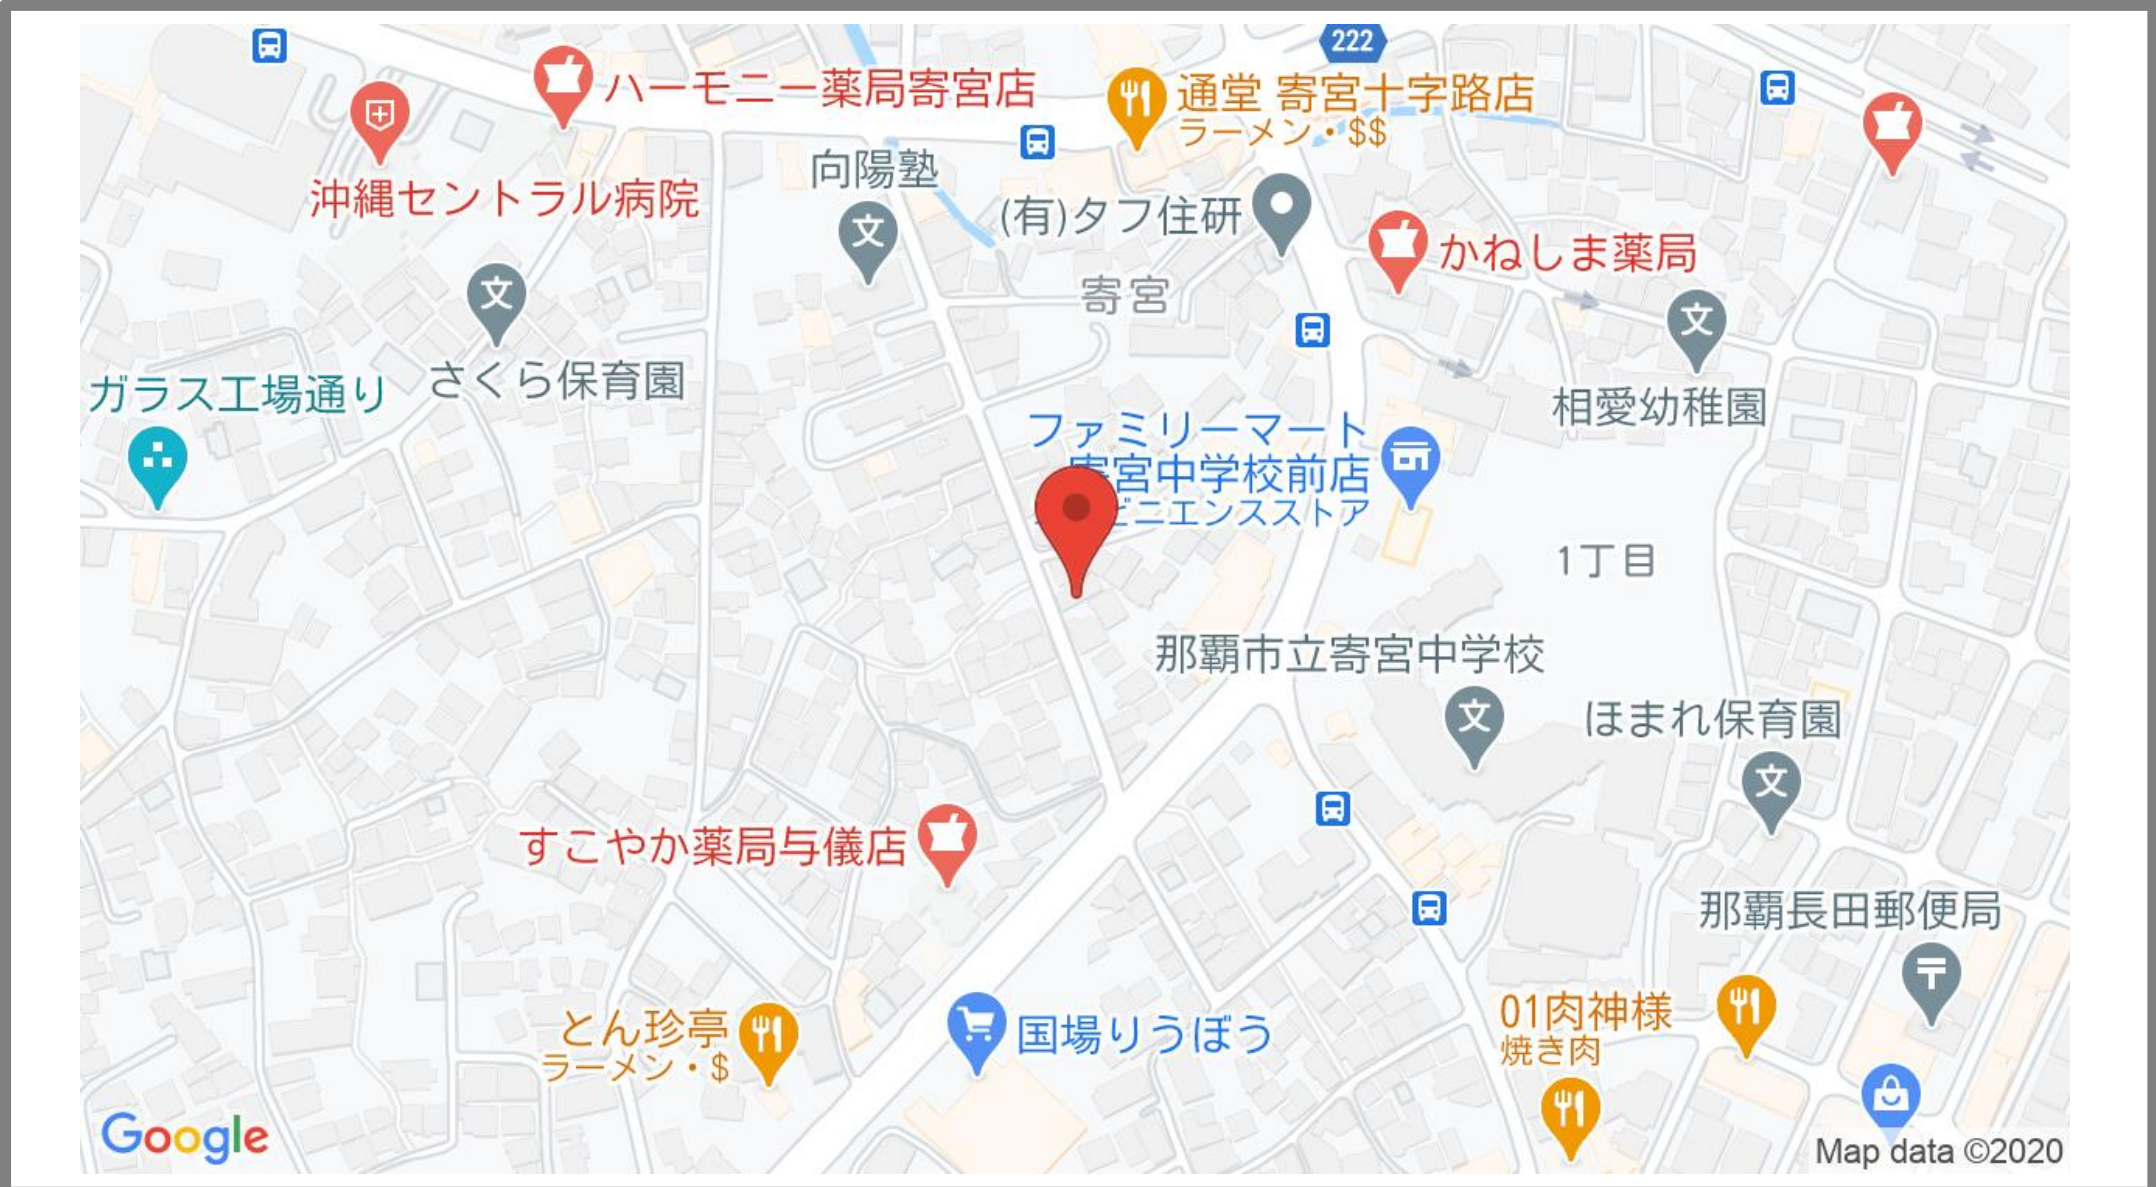 222
ハーモニー薬局寄宮店
通堂 寄宮十字路店
ラーメン・$$
向陽塾
沖縄セントラル病院
(有)タフ住研
かねしま薬局
寄宮
さくら保育園
ガラス工場通り
相愛幼稚園
ファミリーマート
宮中学校前店
ビニエンスストア
1丁目
那覇市立寄宮中学校
ほまれ保育園
すこやか薬局与儀店
那覇長田郵便局
とん珍亭
ラーメン・$
国場りうぼう
01肉神様
焼き肉
Google
Map data ©2020